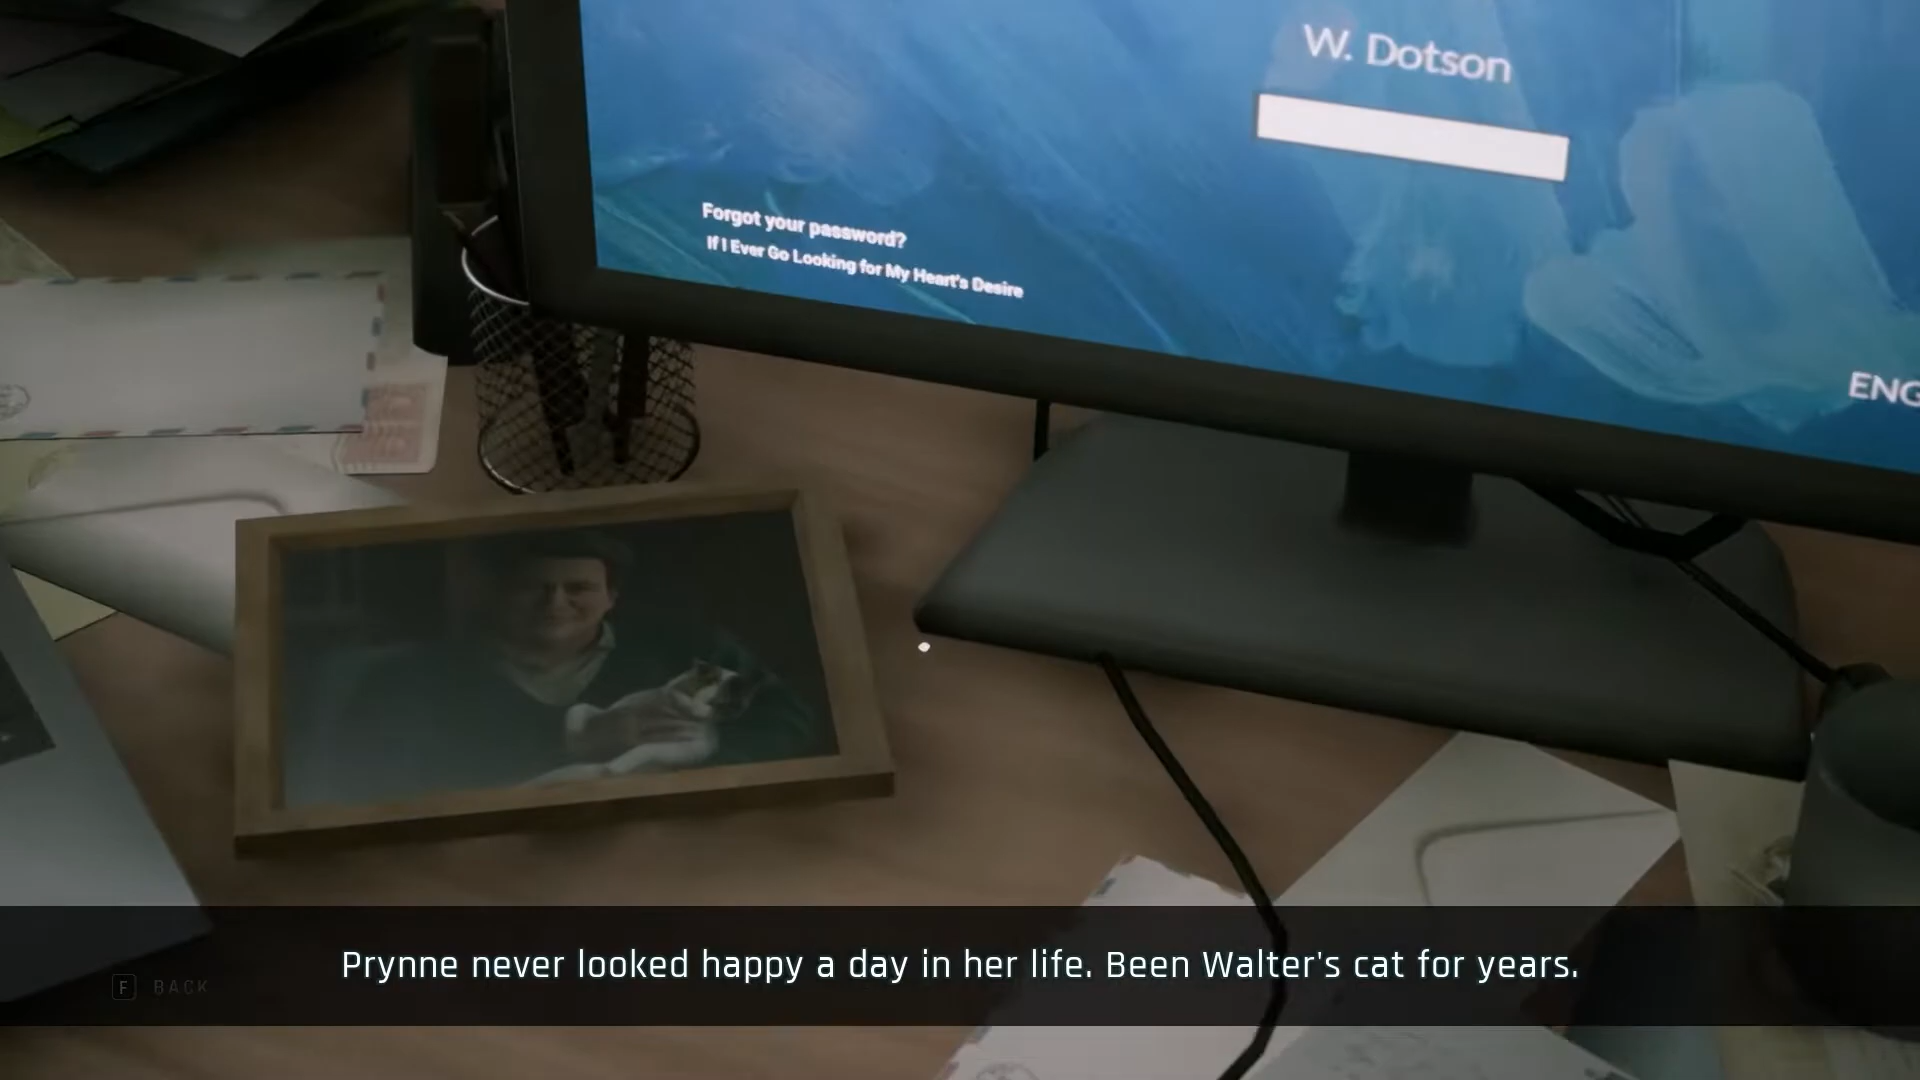 W. Dotson
Forgot your password?
If I Ever Go Looking for My Heart's Desire
ENG
Prynne never looked happy a day in her life. Been Walter's cat for years.
F BACK